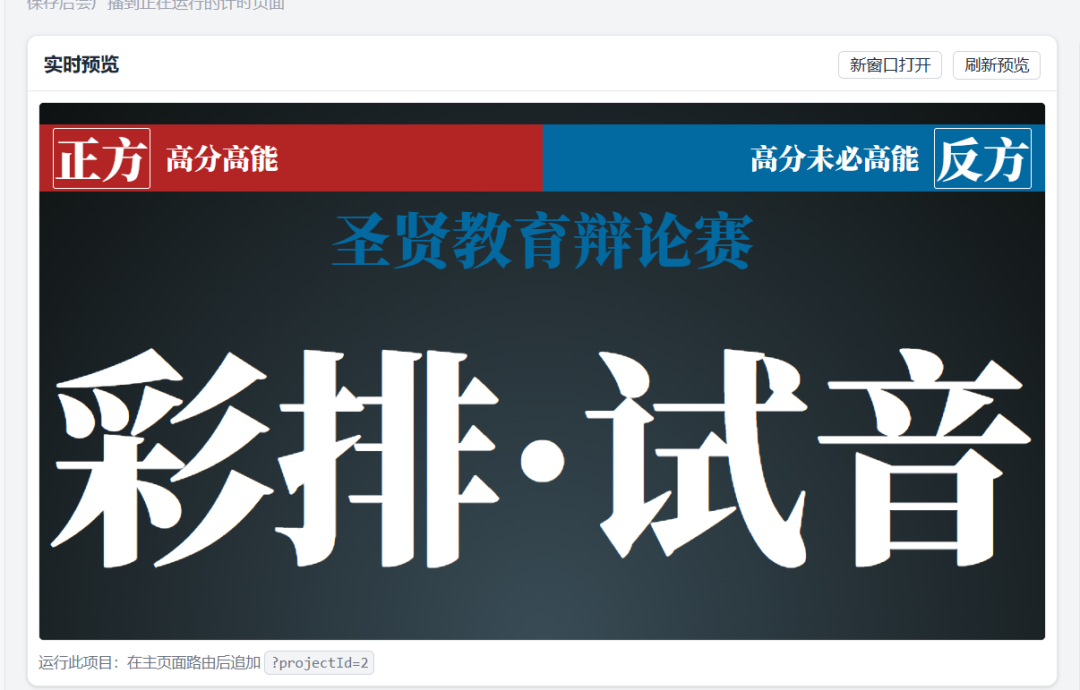 保存后会广播到正在运行的计时页面
实时预览
新窗口打开
刷新预览
正方 高分高能
高分未必高能 反方
圣贤教育辩论赛
彩排·试音
运行此项目：在主页面路由后追加 ?projectId=2